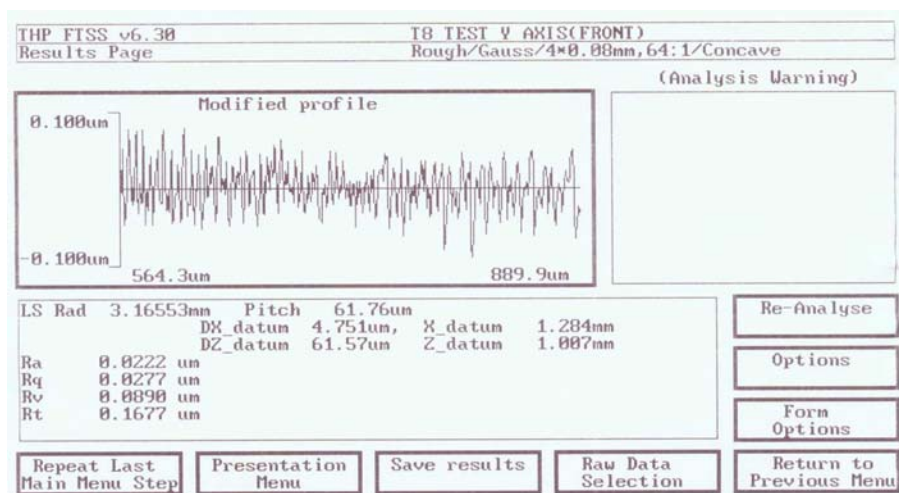 THP FTSS v6.30
T8 TEST Y AXIS(FRONT)
Results Page
Rough/Gauss/4*0.08mm,64:1/Concave
(Analysis Warning)
Modified profile
0.100um
-0.100um
564.3um
889.9um
LS Rad 3.16553mm Pitch 61.76um
DX_datum 4.751um, X_datum 1.284mm
DZ_datum 61.57um Z_datum 1.007mm
Ra 0.0222 um
Rq 0.0277 um
Rv 0.0890 um
Rt 0.1677 um
Re-Analyse
Options
Form
Options
Repeat Last
Main Menu Step
Presentation
Menu
Save results
Raw Data
Selection
Return to
Previous Menu